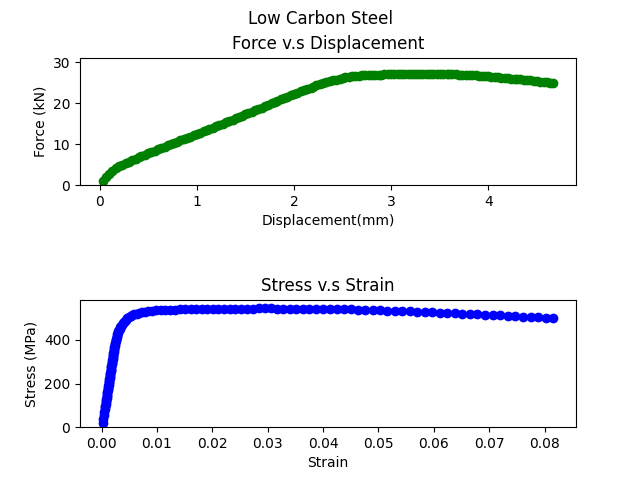 Low Carbon Steel
Force v.s Displacement
30
20
10
0
Force (kN)
0 1 2 3 4
Displacement(mm)
Stress v.s Strain
400
200
0
Stress (MPa)
0.00 0.01 0.02 0.03 0.04 0.05 0.06 0.07 0.08
Strain